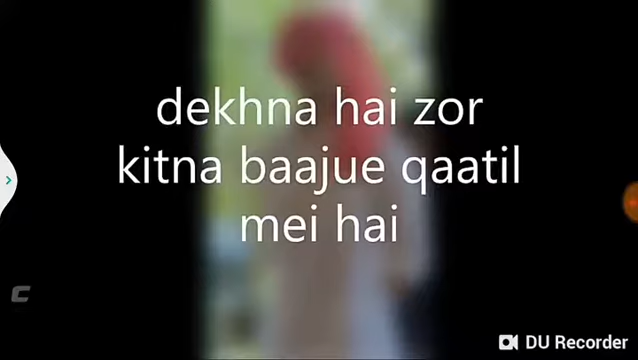 dekhna hai zor
kitna baajue qaatil
mei hai
DU Recorder